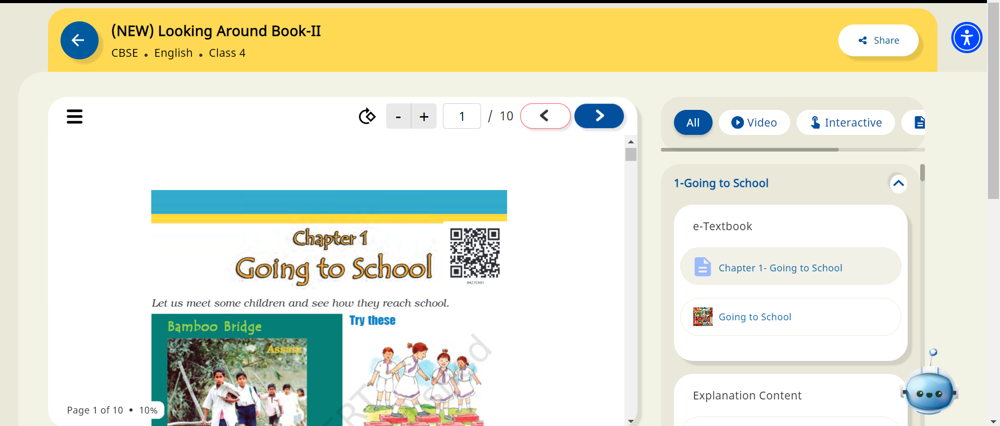 (NEW) Looking Around Book-II
CBSE • English • Class 4
Share
- + 1 / 10
All Video Interactive
1-Going to School
e-Textbook
Chapter 1- Going to School
Going to School
Explanation Content
Chapter 1
Going to School
0427CH01
Let us meet some children and see how they reach school.
Bamboo Bridge
Assam
Try these
Page 1 of 10 • 10%